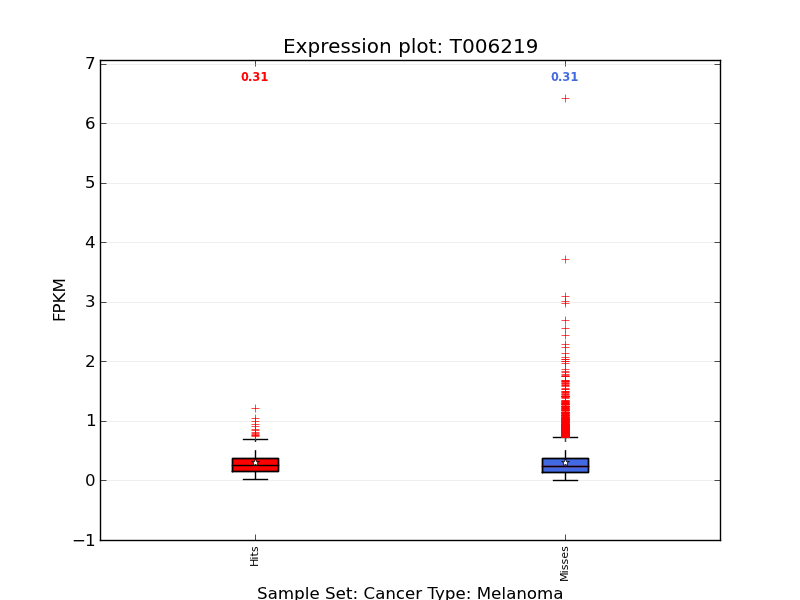 Expression plot: T006219
7
0.31
0.31
6
5
4
FPKM
3
2
1
0
−1
Hits
Misses
Sample Set: Cancer Type: Melanoma